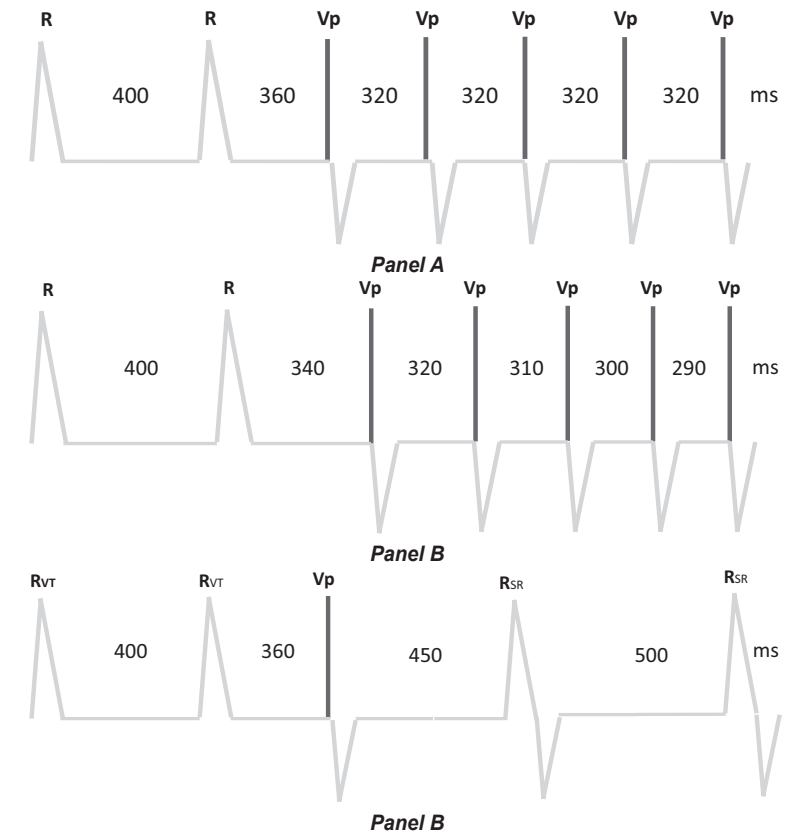 R R Vp Vp Vp Vp Vp
400 360 320 320 320 320 ms
Panel A
R R Vp Vp Vp Vp Vp
400 340 320 310 300 290 ms
Panel B
RVT RVT Vp RSR RSR
400 360 450 500 ms
Panel B